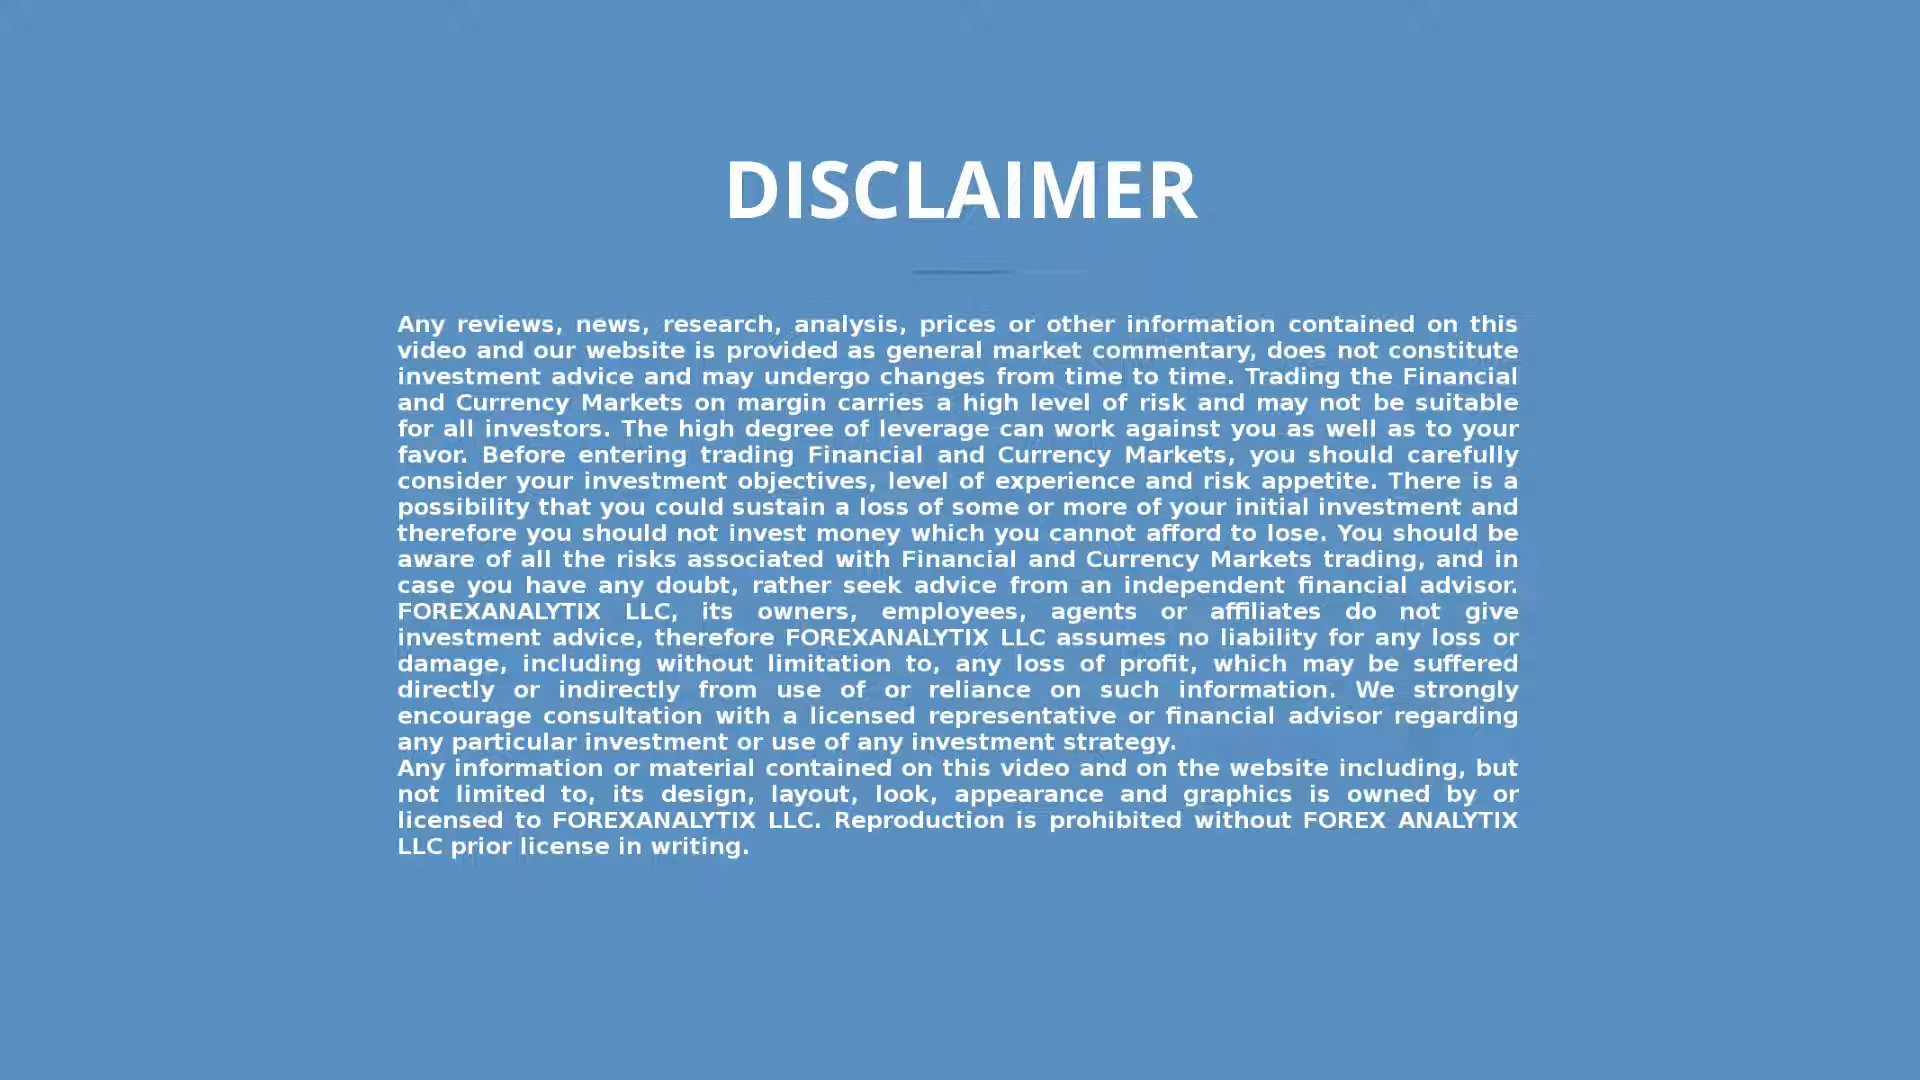 DISCLAIMER
Any reviews, news, research, analysis, prices or other information contained on this
video and our website is provided as general market commentary, does not constitute
investment advice and may undergo changes from time to time. Trading the Financial
and Currency Markets on margin carries a high level of risk and may not be suitable
for all investors. The high degree of leverage can work against you as well as to your
favor. Before entering trading Financial and Currency Markets, you should carefully
consider your investment objectives, level of experience and risk appetite. There is a
possibility that you could sustain a loss of some or more of your initial investment and
therefore you should not invest money which you cannot afford to lose. You should be
aware of all the risks associated with Financial and Currency Markets trading, and in
case you have any doubt, rather seek advice from an independent financial advisor.
FOREXANALYTIX LLC, its owners, employees, agents or affiliates do not give
investment advice, therefore FOREXANALYTIX LLC assumes no liability for any loss or
damage, including without limitation to, any loss of profit, which may be suffered
directly or indirectly from use of or reliance on such information. We strongly
encourage consultation with a licensed representative or financial advisor regarding
any particular investment or use of any investment strategy.
Any information or material contained on this video and on the website including, but
not limited to, its design, layout, look, appearance and graphics is owned by or
licensed to FOREXANALYTIX LLC. Reproduction is prohibited without FOREX ANALYTIX
LLC prior license in writing.